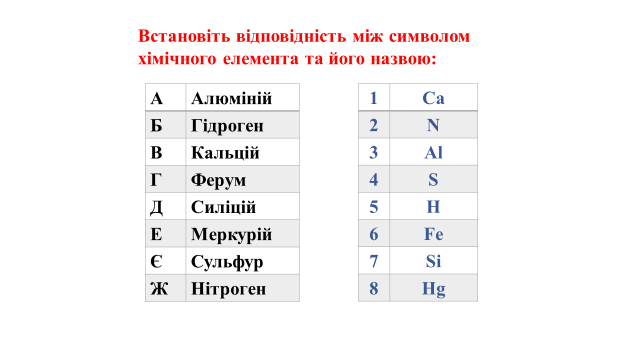 Встановіть відповідність між символом
хімічного елемента та його назвою:
А Алюміній
Б Гідроген
В Кальцій
Г Ферум
Д Силіцій
Е Меркурій
Є Сульфур
Ж Нітроген
1 Ca
2 N
3 Al
4 S
5 H
6 Fe
7 Si
8 Hg